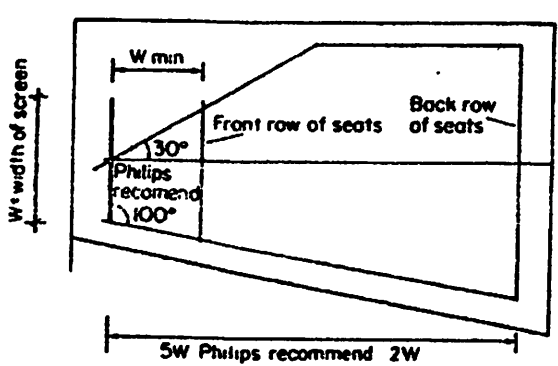 W min
W = width of screen
Front row of seats
Back row
of seats
30°
Philips
recomend
100°
5W Philips recommend 2W